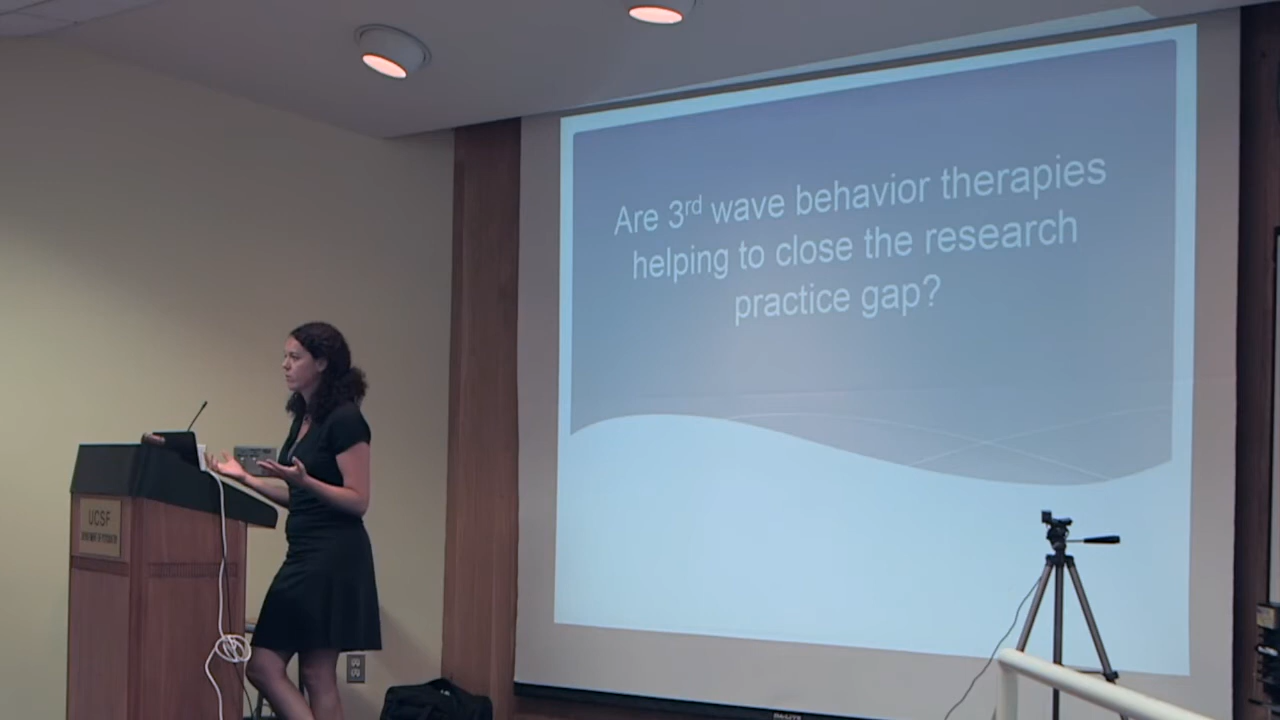 Are 3rd wave behavior therapies
helping to close the research
practice gap?
UCSF